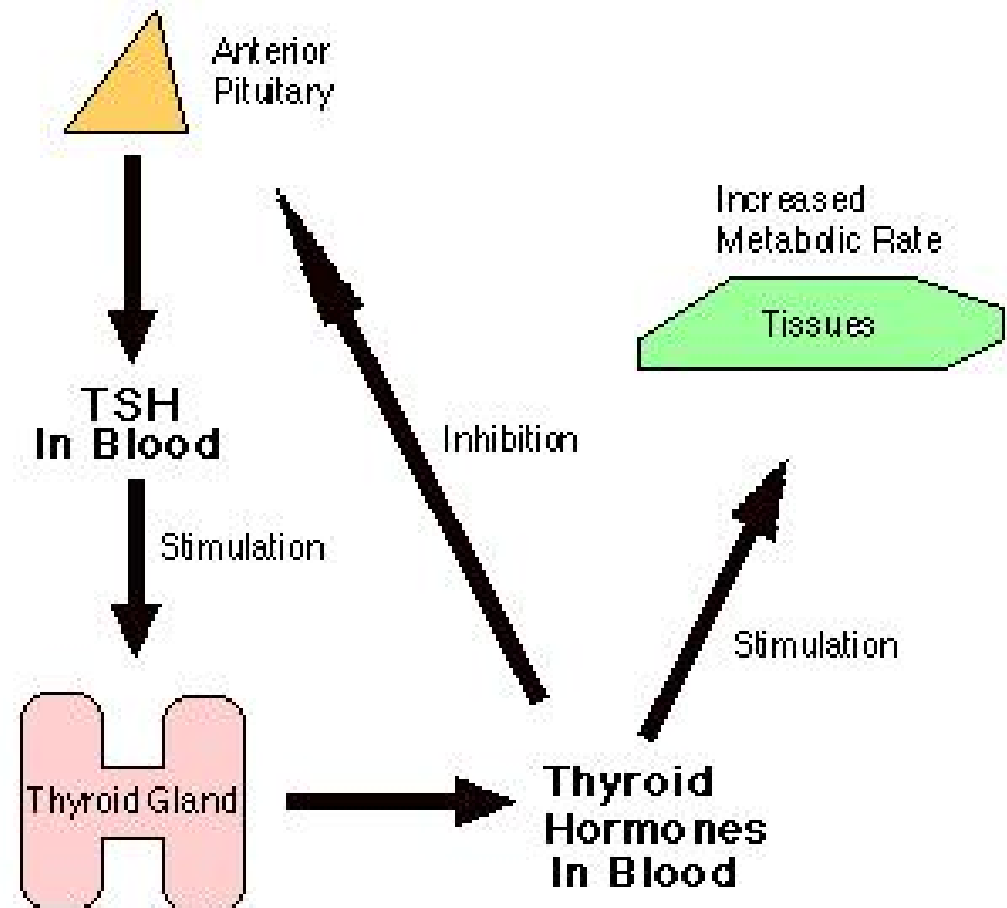 Anterior
Pituitary
Increased
Metabolic Rate
Tissues
TSH
In Blood
Inhibition
Stimulation
Stimulation
Thyroid Gland
Thyroid
Hormones
In Blood